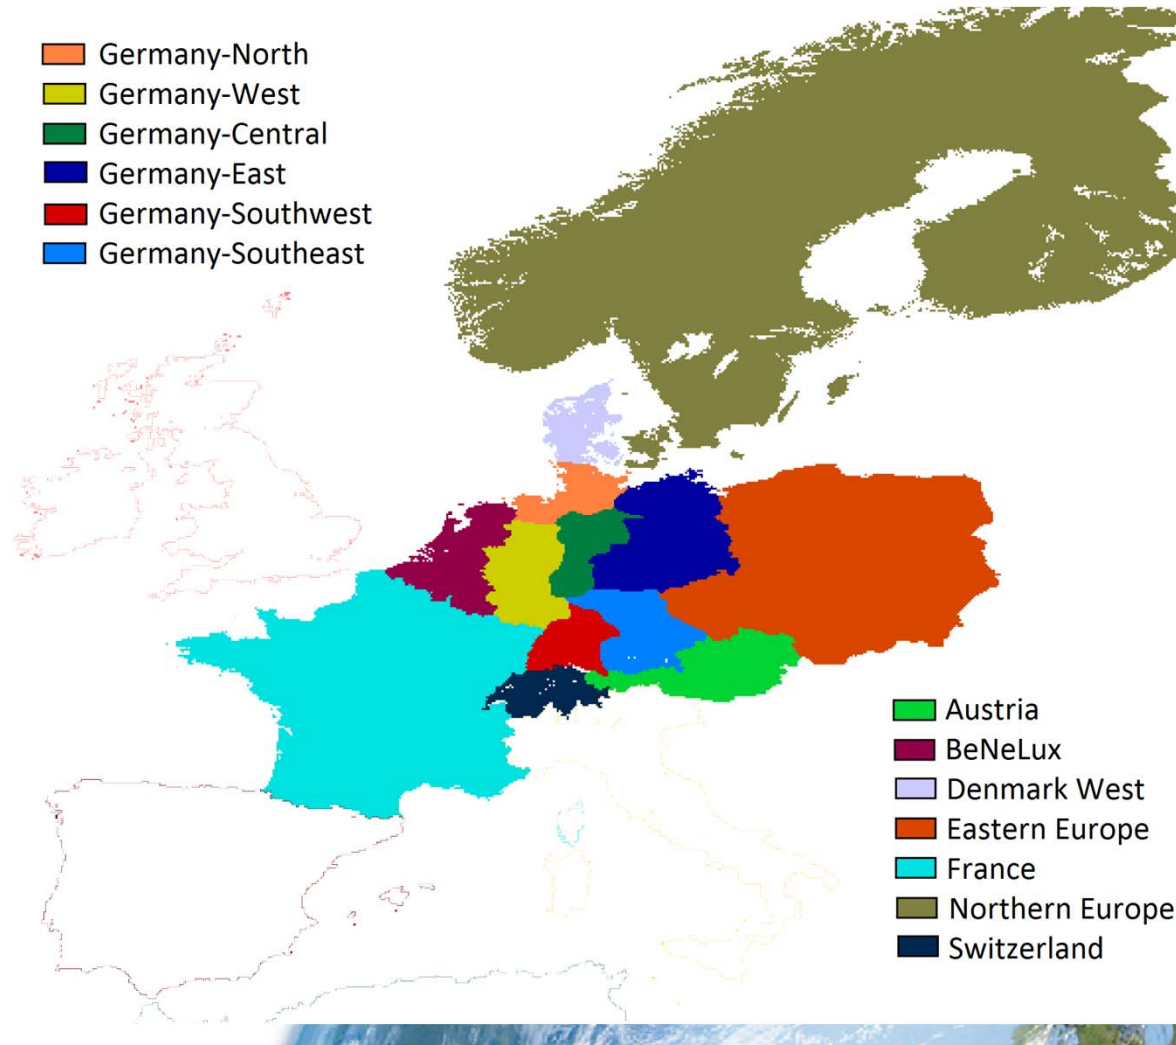 Germany-North
Germany-West
Germany-Central
Germany-East
Germany-Southwest
Germany-Southeast
Austria
BeNeLux
Denmark West
Eastern Europe
France
Northern Europe
Switzerland